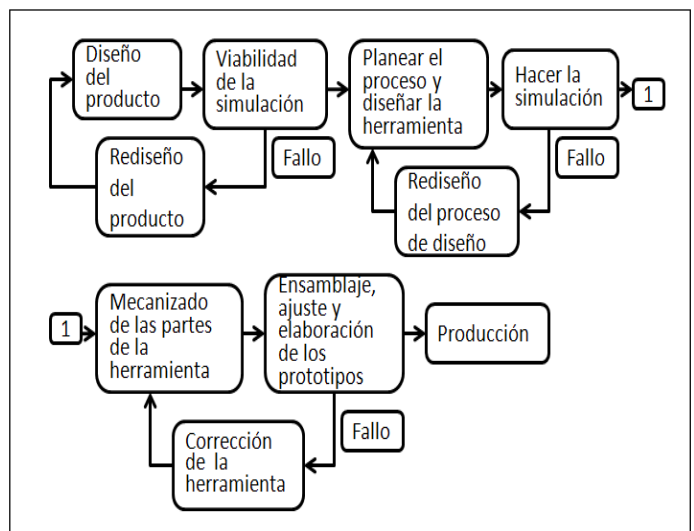 Diseño
del
producto
Viabilidad
de la
simulación
Planear el
proceso y
diseñar la
herramienta
Hacer la
simulación
1
Rediseño
del
producto
Fallo
Rediseño
del proceso
de diseño
Fallo
1
Mecanizado
de las partes
de la
herramienta
Ensamblaje,
ajuste y
elaboración
de los
prototipos
Producción
Corrección
de la
herramienta
Fallo